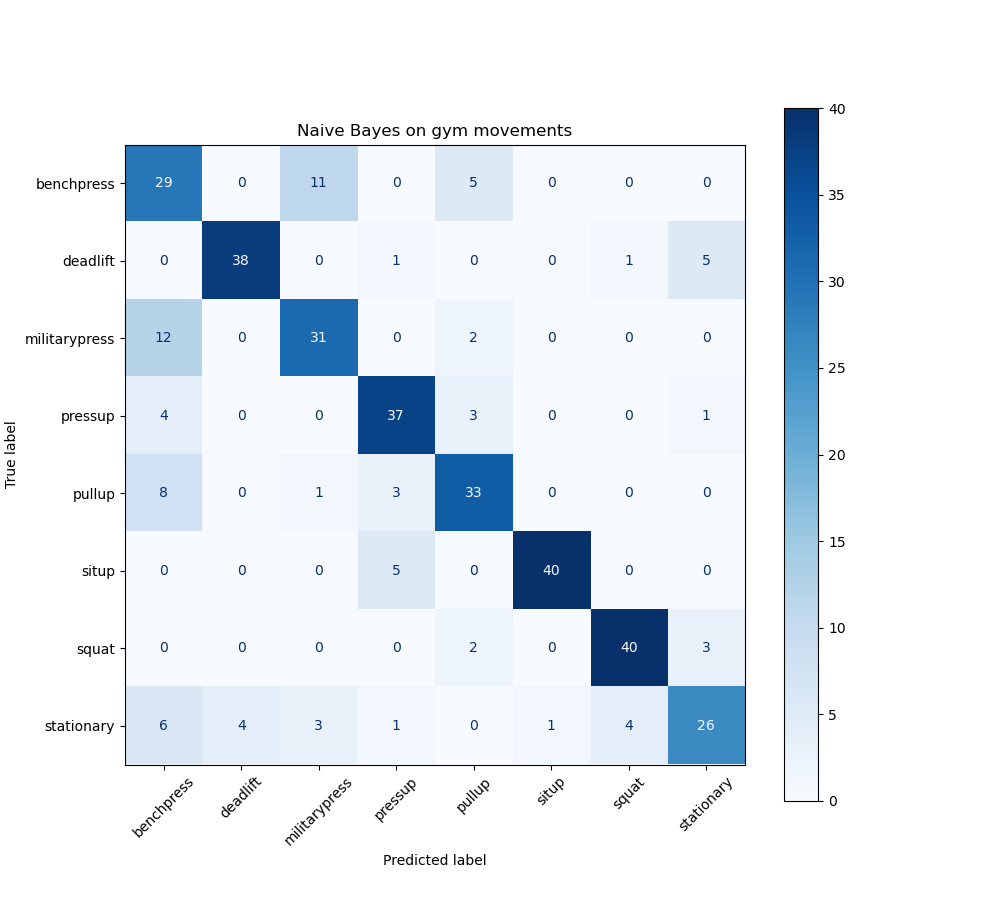 Naive Bayes on gym movements
True label
benchpress 29 0 11 0 5 0 0 0
deadlift 0 38 0 1 0 0 1 5
militarypress 12 0 31 0 2 0 0 0
pressup 4 0 0 37 3 0 0 1
pullup 8 0 1 3 33 0 0 0
situp 0 0 0 5 0 40 0 0
squat 0 0 0 0 2 0 40 3
stationary 6 4 3 1 0 1 4 26
benchpress deadlift militarypress pressup pullup situp squat stationary
Predicted label
40
35
30
25
20
15
10
5
0